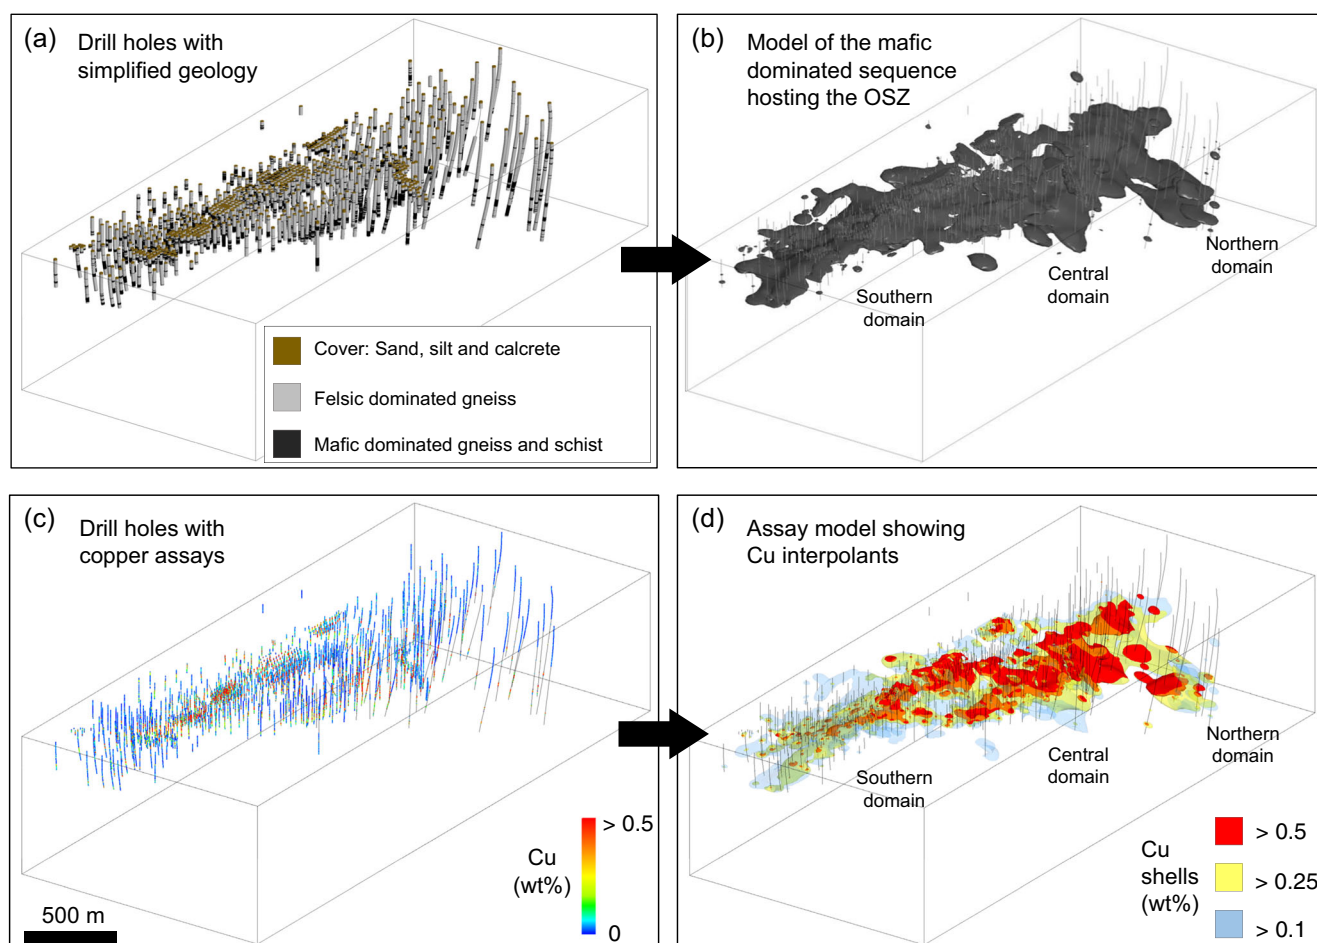 (a) Drill holes with
simplified geology
Cover: Sand, silt and calcrete
Felsic dominated gneiss
Mafic dominated gneiss and schist
(b) Model of the mafic
dominated sequence
hosting the OSZ
Northern
domain
Central
domain
Southern
domain
(c) Drill holes with
copper assays
> 0.5
Cu
(wt%)
0
500 m
(d) Assay model showing
Cu interpolants
Northern
domain
Central
domain
Southern
domain
Cu
shells
(wt%)
> 0.5
> 0.25
> 0.1